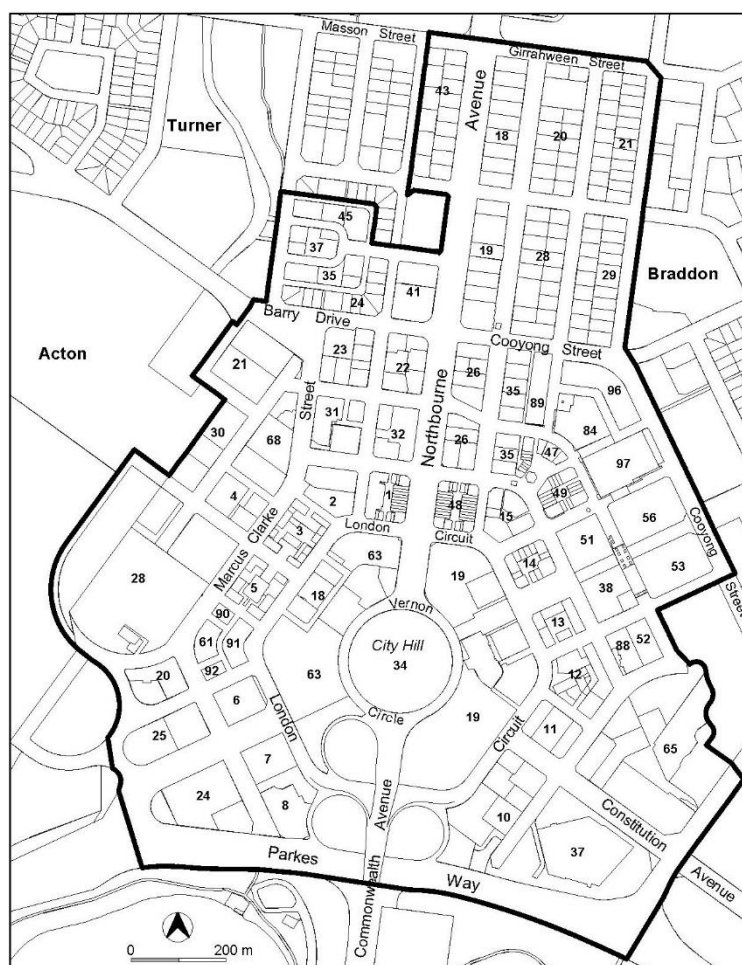 Masson Street
Girrahween Street
43
Avenue
Turner
18
20
21
45
37
19
28
29
Braddon
35
24
41
Barry Drive
Cooyong Street
Acton
21
23
22
26
35
89
96
Street
31
Northbourne
84
30
68
32
26
35
47
97
4
2
1
48
49
Marcus Clarke
3
London Circuit
15
56
Cooyong Street
63
51
28
14
53
5
18
19
Vernon
38
90
City Hill
13
61
91
34
88
52
92
63
12
20
6
Circle
19
London
Circuit
11
65
25
7
24
8
Avenue
10
Constitution
37
Parkes Way
Avenue
Commonwealth
0 200 m